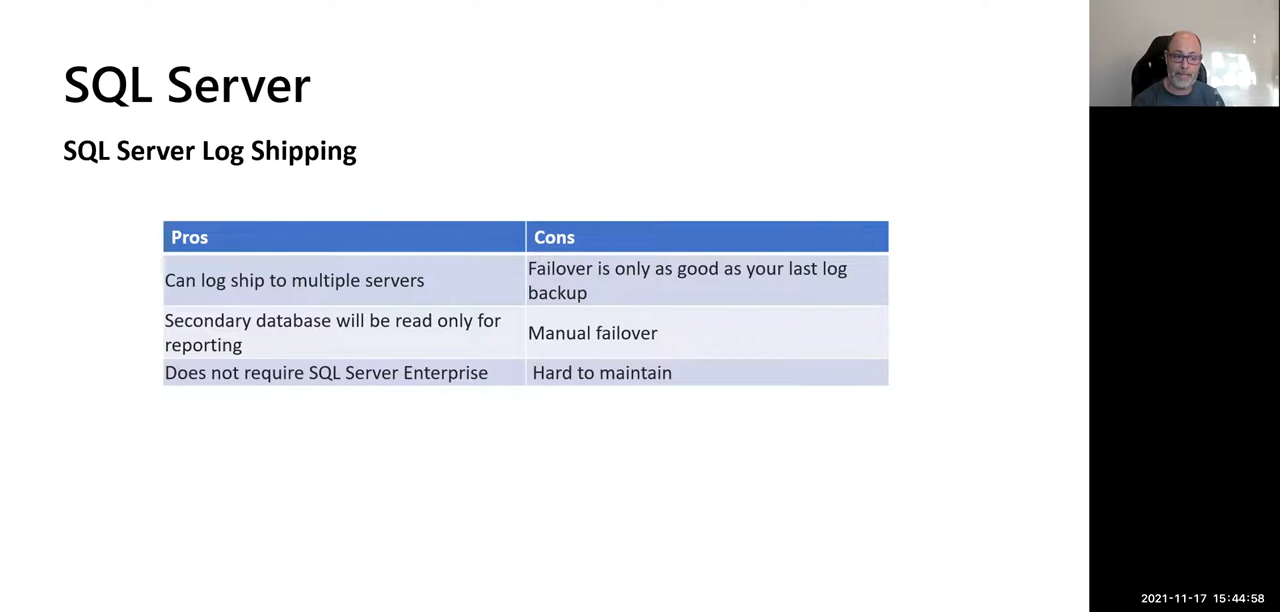 SQL Server
SQL Server Log Shipping
Pros
Cons
Can log ship to multiple servers
Failover is only as good as your last log
backup
Secondary database will be read only for
reporting
Manual failover
Does not require SQL Server Enterprise
Hard to maintain
2021-11-17 15:44:58